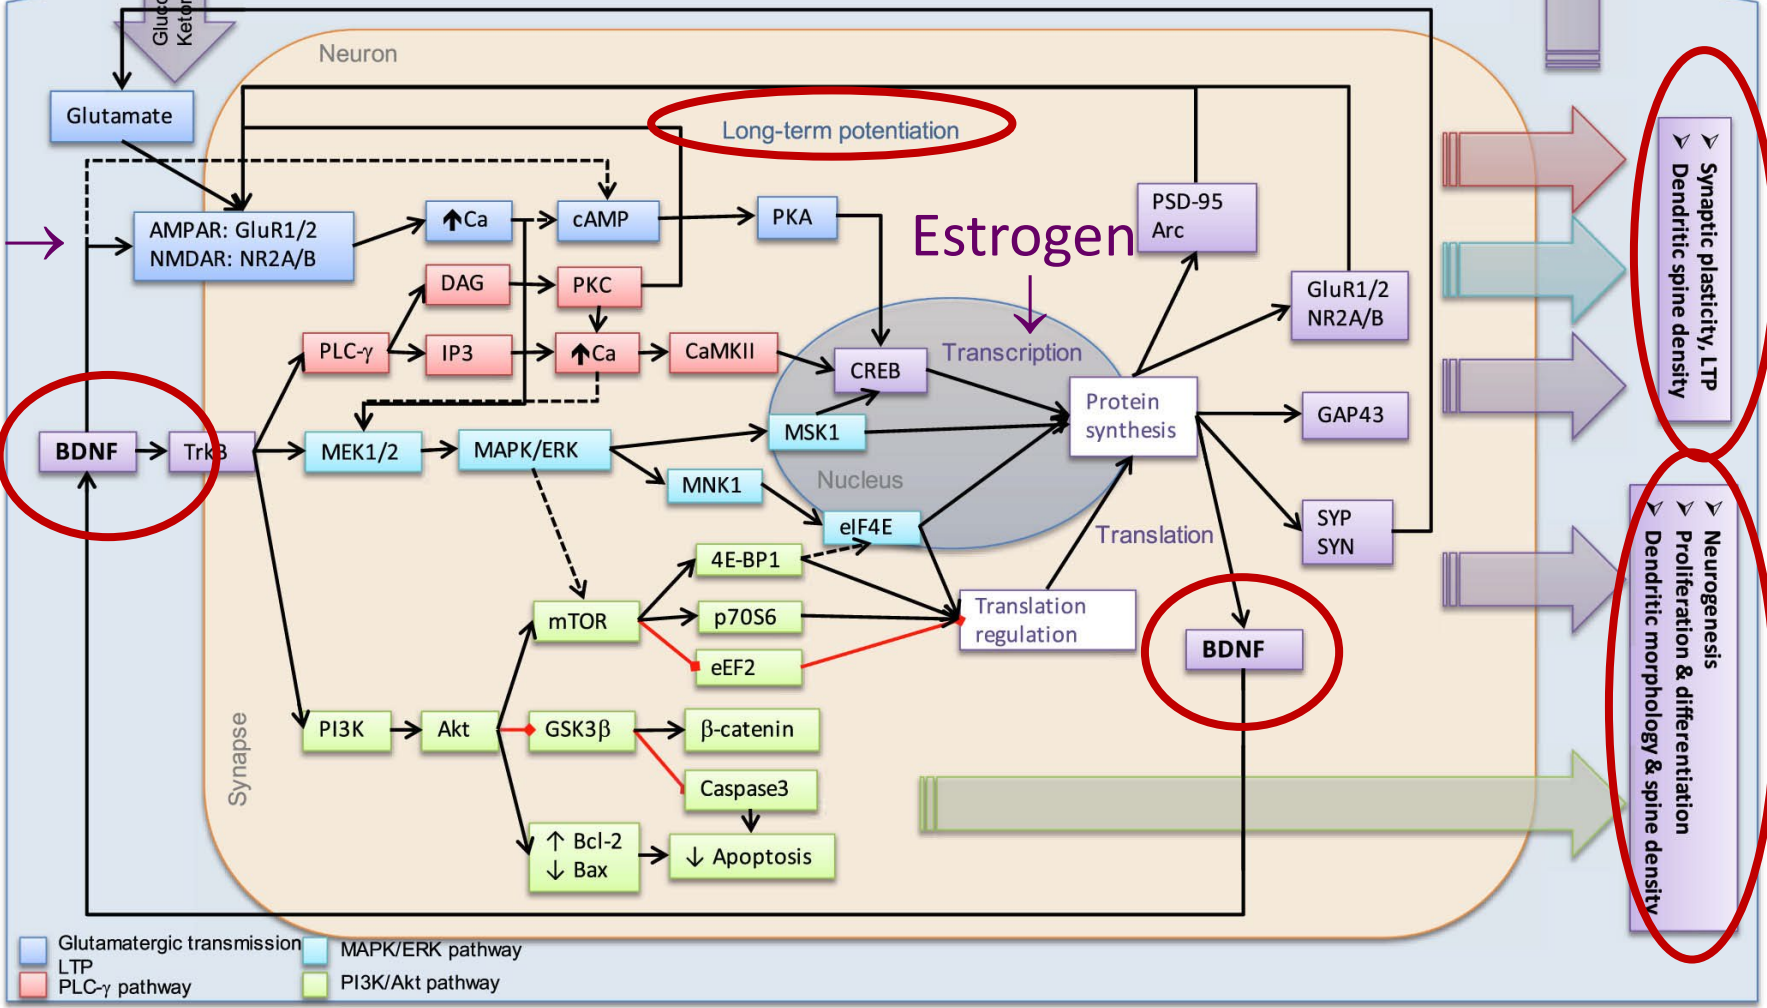 Gluco
Keton
Neuron
Glutamate
Long-term potentiation
AMPAR: GluR1/2
NMDAR: NR2A/B
↑Ca
cAMP
PKA
Estrogen
PSD-95
Arc
DAG
PKC
GluR1/2
NR2A/B
PLC-γ
IP3
↑Ca
CaMKII
CREB
Transcription
Protein
synthesis
GAP43
BDNF
TrkB
MEK1/2
MAPK/ERK
MSK1
MNK1
Nucleus
eIF4E
SYP
SYN
Translation
4E-BP1
mTOR
p70S6
eEF2
Translation
regulation
BDNF
PI3K
Akt
GSK3β
β-catenin
Caspase3
↑ Bcl-2
↓ Bax
↓ Apoptosis
Synapse
➢ Synaptic plasticity, LTP
➢ Dendritic spine density
➢ Neurogenesis
➢ Proliferation & differentiation
➢ Dendritic morphology & spine density
Glutamatergic transmission
LTP
PLC-γ pathway
MAPK/ERK pathway
PI3K/Akt pathway